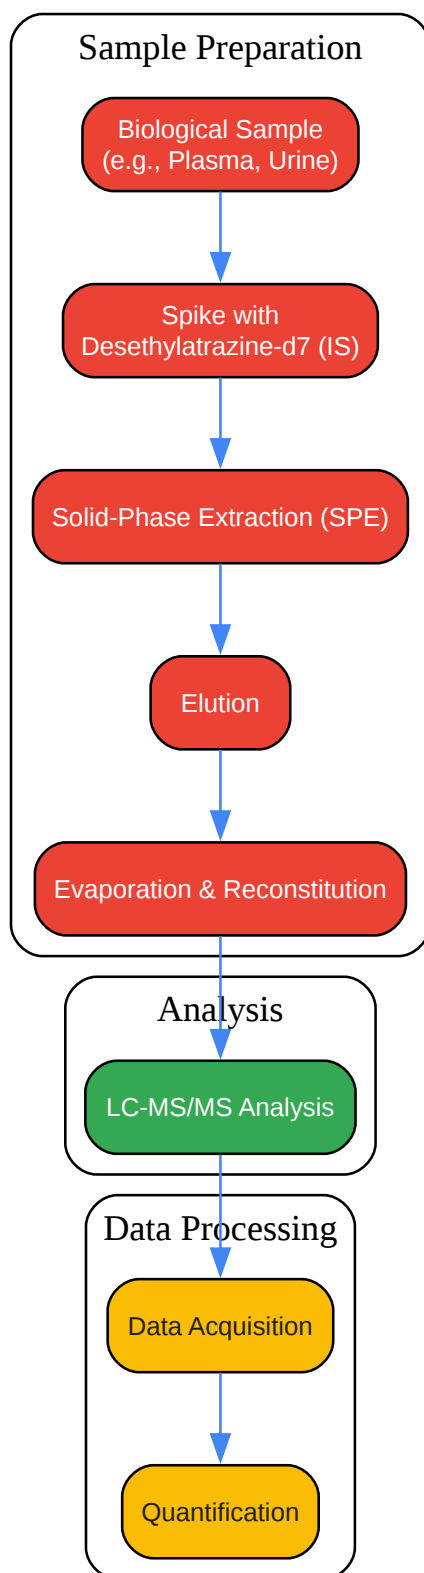 Sample Preparation
Biological Sample
(e.g., Plasma, Urine)
Spike with
Desethylatrazine-d7 (IS)
Solid-Phase Extraction (SPE)
Elution
Evaporation & Reconstitution
Analysis
LC-MS/MS Analysis
Data Processing
Data Acquisition
Quantification